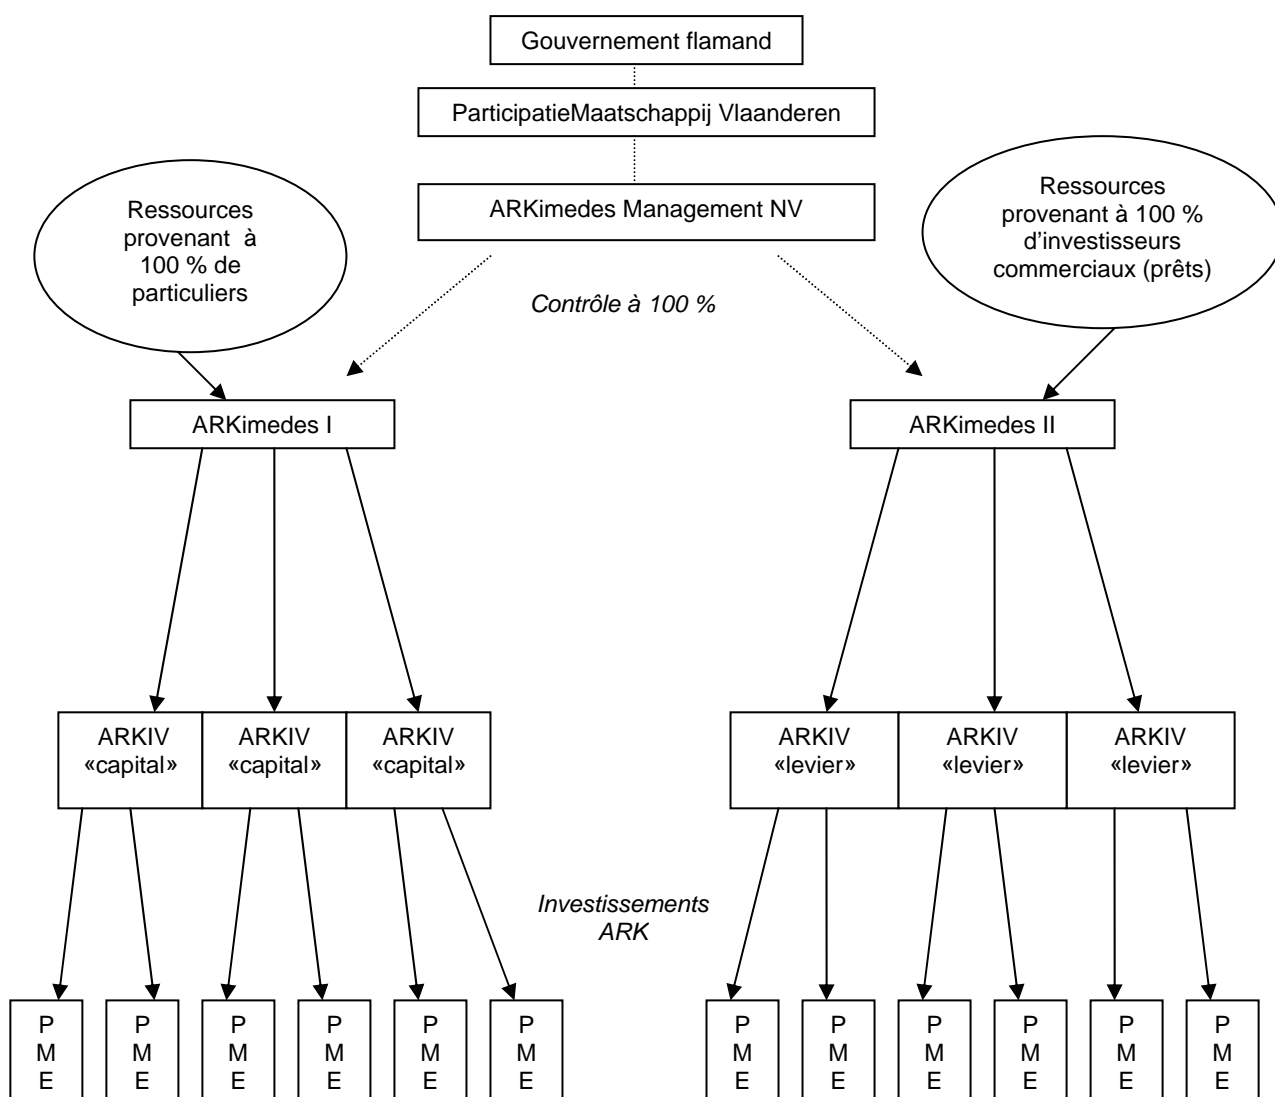 Gouvernement flamand
ParticipatieMaatschappij Vlaanderen
ARKimedes Management NV
Ressources
provenant à
100 % de
particuliers
Ressources
provenant à 100 %
d'investisseurs
commerciaux (prêts)
Contrôle à 100 %
ARKimedes I
ARKimedes II
ARKIV
«capital»
ARKIV
«capital»
ARKIV
«capital»
ARKIV
«levier»
ARKIV
«levier»
ARKIV
«levier»
Investissements
ARK
P
M
E
P
M
E
P
M
E
P
M
E
P
M
E
P
M
E
P
M
E
P
M
E
P
M
E
P
M
E
P
M
E
P
M
E